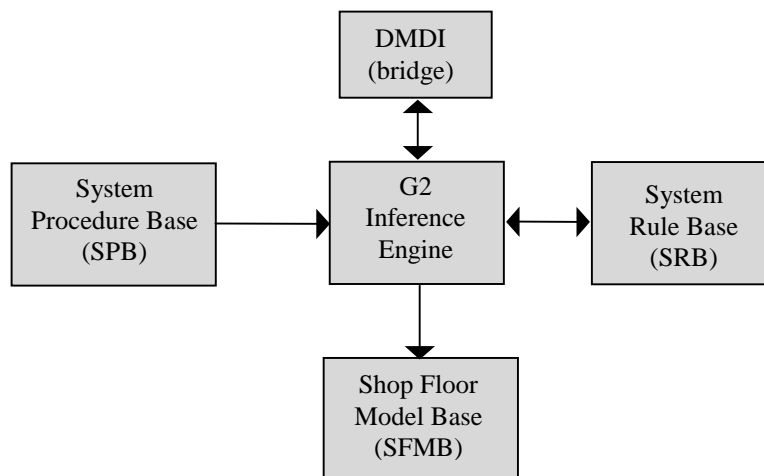 DMDI
(bridge)
System
Procedure Base
(SPB)
G2
Inference
Engine
System
Rule Base
(SRB)
Shop Floor
Model Base
(SFMB)